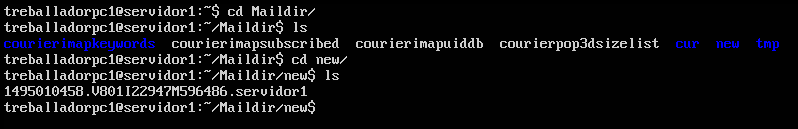 treballadorpc1@servidor1:~$ cd Maildir/
treballadorpc1@servidor1:~/Maildir$ ls
courierimapkeywords courierimapsubscribed courierimapuiddb courierpop3dsizelist cur new tmp
treballadorpc1@servidor1:~/Maildir$ cd new/
treballadorpc1@servidor1:~/Maildir/new$ ls
1495010458.V801I22947M596486.servidor1
treballadorpc1@servidor1:~/Maildir/new$